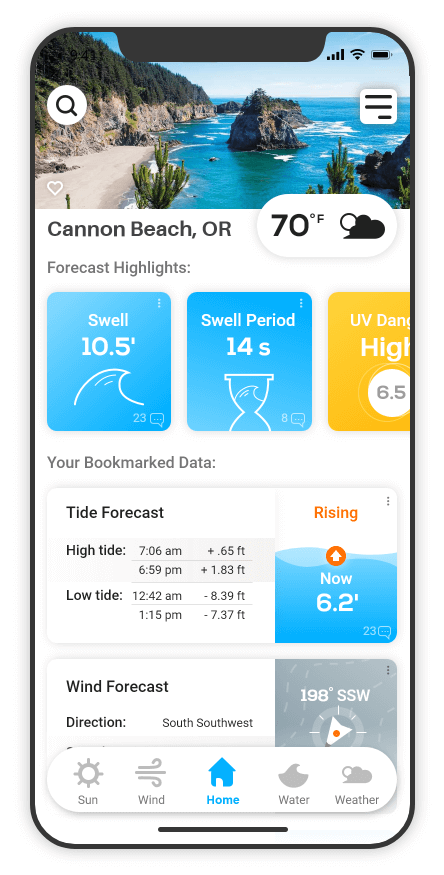 9:41
Cannon Beach, OR
70°F
Forecast Highlights:
Swell
10.5'
23
Swell Period
14 s
8
UV Dang
High
6.5
Your Bookmarked Data:
Tide Forecast
High tide: 7:06 am + .65 ft
6:59 pm + 1.83 ft
Low tide: 12:42 am - 8.39 ft
1:15 pm - 7.37 ft
Rising
Now
6.2'
23
Wind Forecast
Direction: South Southwest
198° SSW
Sun
Wind
Home
Water
Weather